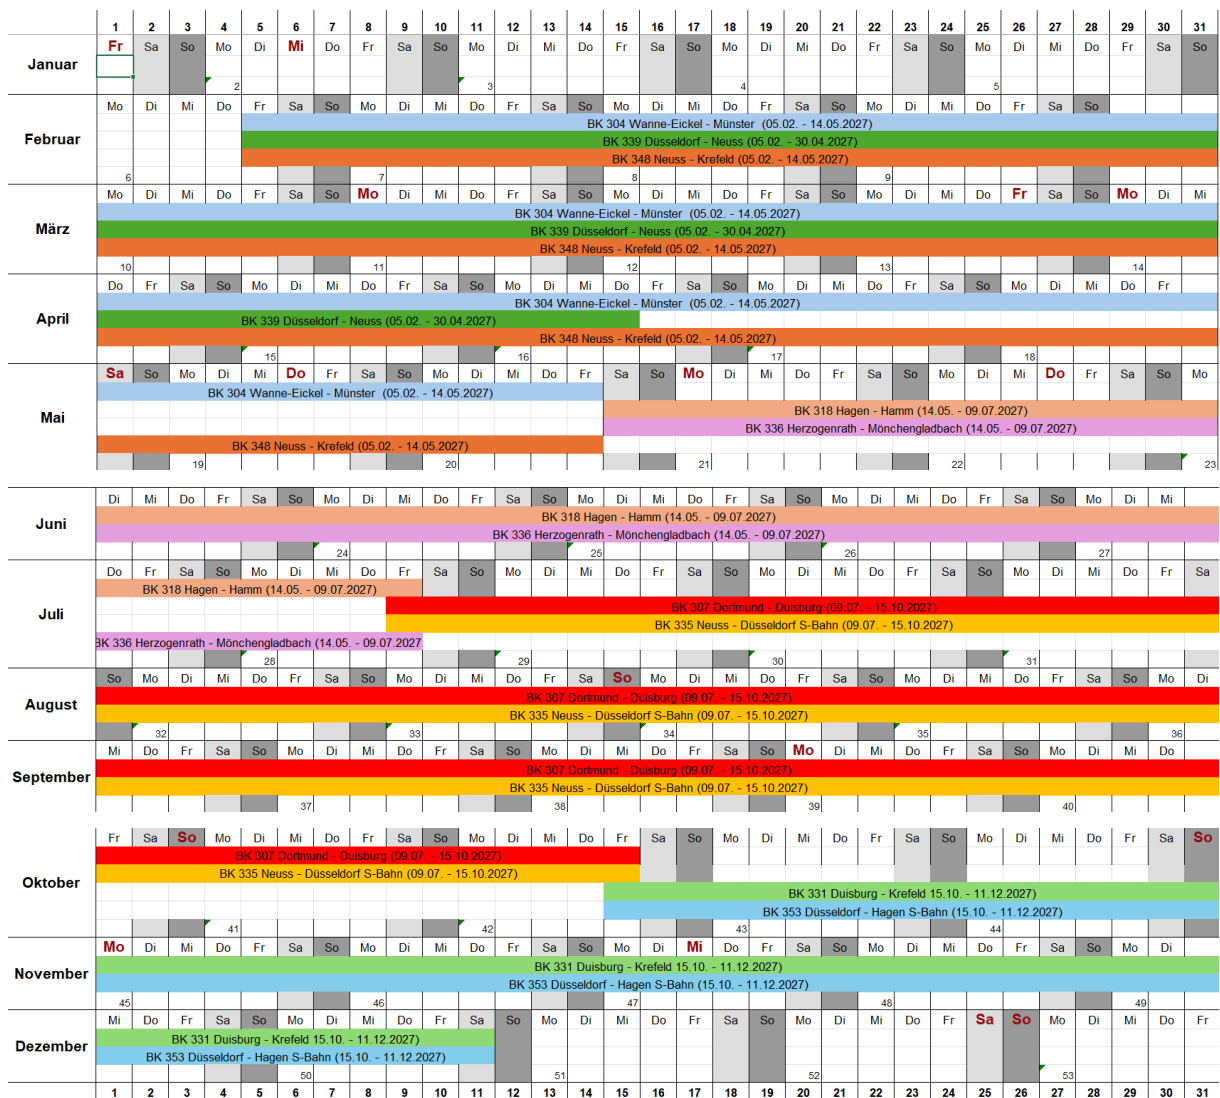 1 2 3 4 5 6 7 8 9 10 11 12 13 14 15 16 17 18 19 20 21 22 23 24 25 26 27 28 29 30 31
Januar
Fr Sa So Mo Di Mi Do Fr Sa So Mo Di Mi Do Fr Sa So Mo Di Mi Do Fr Sa So Mo Di Mi Do Fr Sa So
2 3 4 5
Februar
Mo Di Mi Do Fr Sa So Mo Di Mi Do Fr Sa So Mo Di Mi Do Fr Sa So Mo Di Mi Do Fr Sa So
BK 304 Wanne-Eickel - Münster (05.02. - 14.05.2027)
BK 339 Düsseldorf - Neuss (05.02. - 30.04.2027)
BK 348 Neuss - Krefeld (05.02. - 14.05.2027)
6 7 8 9
März
Mo Di Mi Do Fr Sa So Mo Di Mi Do Fr Sa So Mo Di Mi Do Fr Sa So Mo Di Mi Do Fr Sa So Mo Di Mi
BK 304 Wanne-Eickel - Münster (05.02. - 14.05.2027)
BK 339 Düsseldorf - Neuss (05.02. - 30.04.2027)
BK 348 Neuss - Krefeld (05.02. - 14.05.2027)
10 11 12 13 14
April
Do Fr Sa So Mo Di Mi Do Fr Sa So Mo Di Mi Do Fr Sa So Mo Di Mi Do Fr Sa So Mo Di Mi Do Fr
BK 304 Wanne-Eickel - Münster (05.02. - 14.05.2027)
BK 339 Düsseldorf - Neuss (05.02. - 30.04.2027)
BK 348 Neuss - Krefeld (05.02. - 14.05.2027)
15 16 17 18
Mai
Sa So Mo Di Mi Do Fr Sa So Mo Di Mi Do Fr Sa So Mo Di Mi Do Fr Sa So Mo Di Mi Do Fr Sa So Mo
BK 304 Wanne-Eickel - Münster (05.02. - 14.05.2027)
BK 318 Hagen - Hamm (14.05. - 09.07.2027)
BK 336 Herzogenrath - Mönchengladbach (14.05. - 09.07.2027)
BK 348 Neuss - Krefeld (05.02. - 14.05.2027)
19 20 21 22 23
Juni
Di Mi Do Fr Sa So Mo Di Mi Do Fr Sa So Mo Di Mi Do Fr Sa So Mo Di Mi Do Fr Sa So Mo Di Mi
BK 318 Hagen - Hamm (14.05. - 09.07.2027)
BK 336 Herzogenrath - Mönchengladbach (14.05. - 09.07.2027)
24 25 26 27
Juli
Do Fr Sa So Mo Di Mi Do Fr Sa So Mo Di Mi Do Fr Sa So Mo Di Mi Do Fr Sa So Mo Di Mi Do Fr Sa
BK 318 Hagen - Hamm (14.05. - 09.07.2027)
BK 307 Dortmund - Duisburg (09.07. - 15.10.2027)
BK 335 Neuss - Düsseldorf S-Bahn (09.07. - 15.10.2027)
BK 336 Herzogenrath - Mönchengladbach (14.05. - 09.07.2027
28 29 30 31
August
So Mo Di Mi Do Fr Sa So Mo Di Mi Do Fr Sa So Mo Di Mi Do Fr Sa So Mo Di Mi Do Fr Sa So Mo Di
BK 307 Dortmund - Duisburg (09.07. - 15.10.2027)
BK 335 Neuss - Düsseldorf S-Bahn (09.07. - 15.10.2027)
32 33 34 35 36
September
Mi Do Fr Sa So Mo Di Mi Do Fr Sa So Mo Di Mi Do Fr Sa So Mo Di Mi Do Fr Sa So Mo Di Mi Do
BK 307 Dortmund - Duisburg (09.07. - 15.10.2027)
BK 335 Neuss - Düsseldorf S-Bahn (09.07. - 15.10.2027)
37 38 39 40
Oktober
Fr Sa So Mo Di Mi Do Fr Sa So Mo Di Mi Do Fr Sa So Mo Di Mi Do Fr Sa So Mo Di Mi Do Fr Sa So
BK 307 Dortmund - Duisburg (09.07. - 15.10.2027)
BK 335 Neuss - Düsseldorf S-Bahn (09.07. - 15.10.2027)
BK 331 Duisburg - Krefeld 15.10. - 11.12.2027)
BK 353 Düsseldorf - Hagen S-Bahn (15.10. - 11.12.2027)
41 42 43 44
November
Mo Di Mi Do Fr Sa So Mo Di Mi Do Fr Sa So Mo Di Mi Do Fr Sa So Mo Di Mi Do Fr Sa So Mo Di
BK 331 Duisburg - Krefeld 15.10. - 11.12.2027)
BK 353 Düsseldorf - Hagen S-Bahn (15.10. - 11.12.2027)
45 46 47 48 49
Dezember
Mi Do Fr Sa So Mo Di Mi Do Fr Sa So Mo Di Mi Do Fr Sa So Mo Di Mi Do Fr Sa So Mo Di Mi Do Fr
BK 331 Duisburg - Krefeld 15.10. - 11.12.2027)
BK 353 Düsseldorf - Hagen S-Bahn (15.10. - 11.12.2027)
50 51 52 53
1 2 3 4 5 6 7 8 9 10 11 12 13 14 15 16 17 18 19 20 21 22 23 24 25 26 27 28 29 30 31